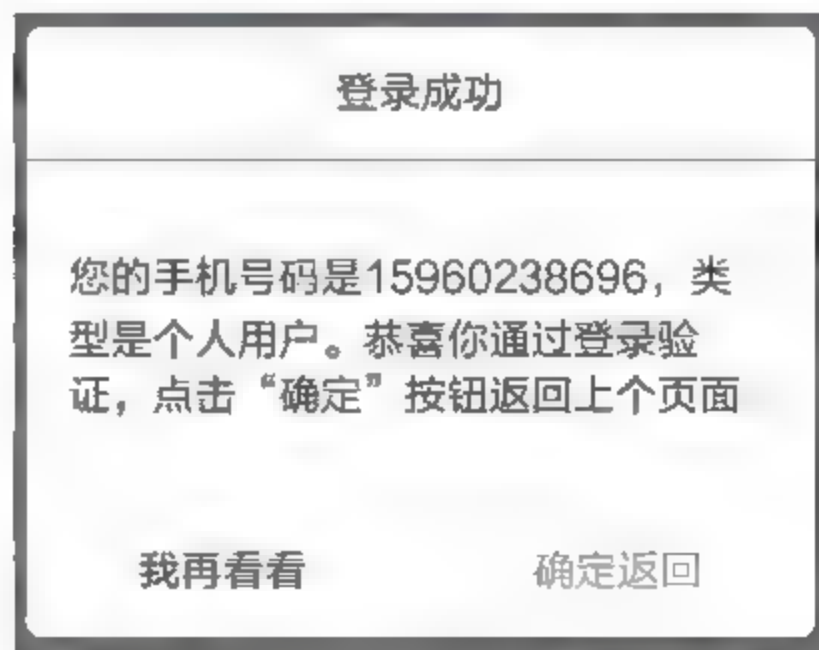 登录成功
您的手机号码是15960238696，类
型是个人用户。恭喜你通过登录验
证，点击“确定”按钮返回上个页面
我再看看
确定返回